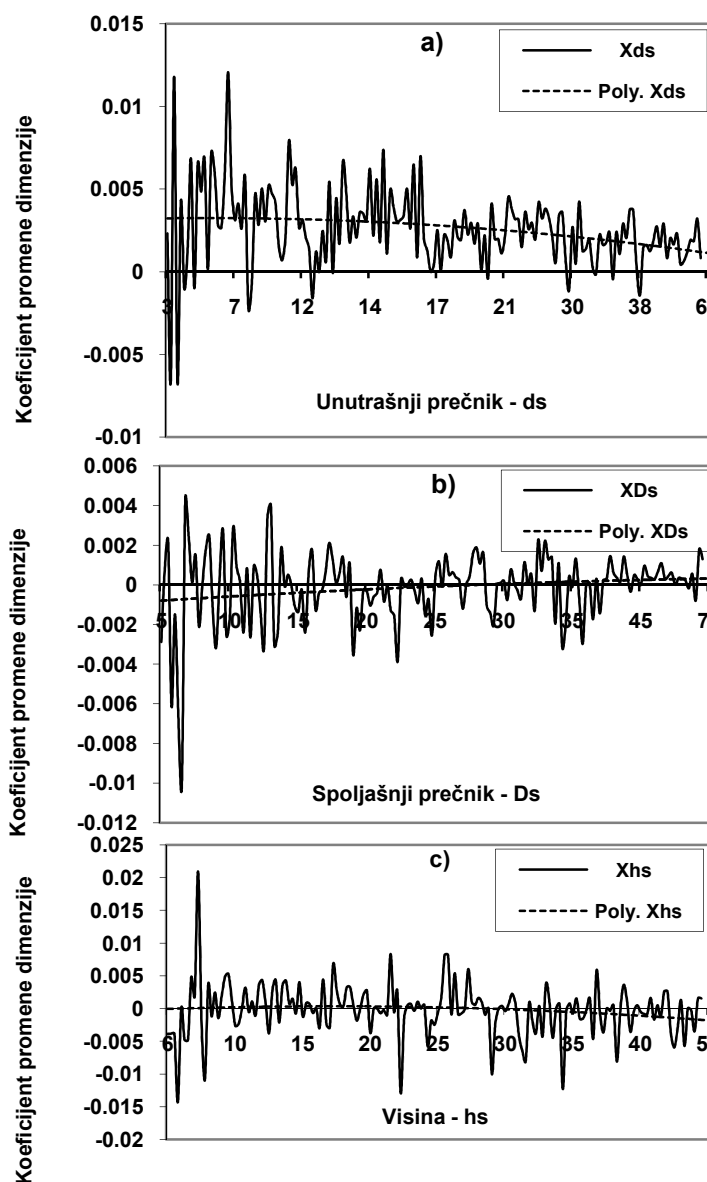 0.015
a)
Xds
Poly. Xds
0.01
0.005
0
3 7 12 14 17 21 30 38 6
-0.005
-0.01
Koeficijent promene dimenzije
Unutrašnji prečnik - ds
0.006
b)
XDs
Poly. XDs
0.004
0.002
0
5 10 15 20 25 30 35 45 7
-0.002
-0.004
-0.006
-0.008
-0.01
-0.012
Koeficijent promene dimenzije
Spoljašnji prečnik - Ds
0.025
c)
Xhs
Poly. Xhs
0.02
0.015
0.01
0.005
0
6 10 15 20 25 30 35 40 5
-0.005
-0.01
-0.015
-0.02
Koeficijent promene dimenzije
Visina - hs